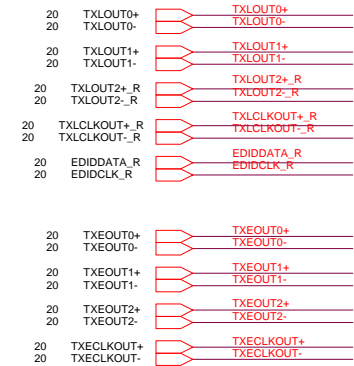 20 TXLOUT0+ TXLOUT0+
20 TXLOUT0- TXLOUT0-
20 TXLOUT1+ TXLOUT1+
20 TXLOUT1- TXLOUT1-
20 TXLOUT2+_R TXLOUT2+_R
20 TXLOUT2-_R TXLOUT2-_R
20 TXLCLKOUT+_R TXLCLKOUT+_R
20 TXLCLKOUT-_R TXLCLKOUT-_R
20 EDIDDATA_R EDIDDATA_R
20 EDIDCLK_R EDIDCLK_R
20 TXEOUT0+ TXEOUT0+
20 TXEOUT0- TXEOUT0-
20 TXEOUT1+ TXEOUT1+
20 TXEOUT1- TXEOUT1-
20 TXEOUT2+ TXEOUT2+
20 TXEOUT2- TXEOUT2-
20 TXECLKOUT+ TXECLKOUT+
20 TXECLKOUT- TXECLKOUT-